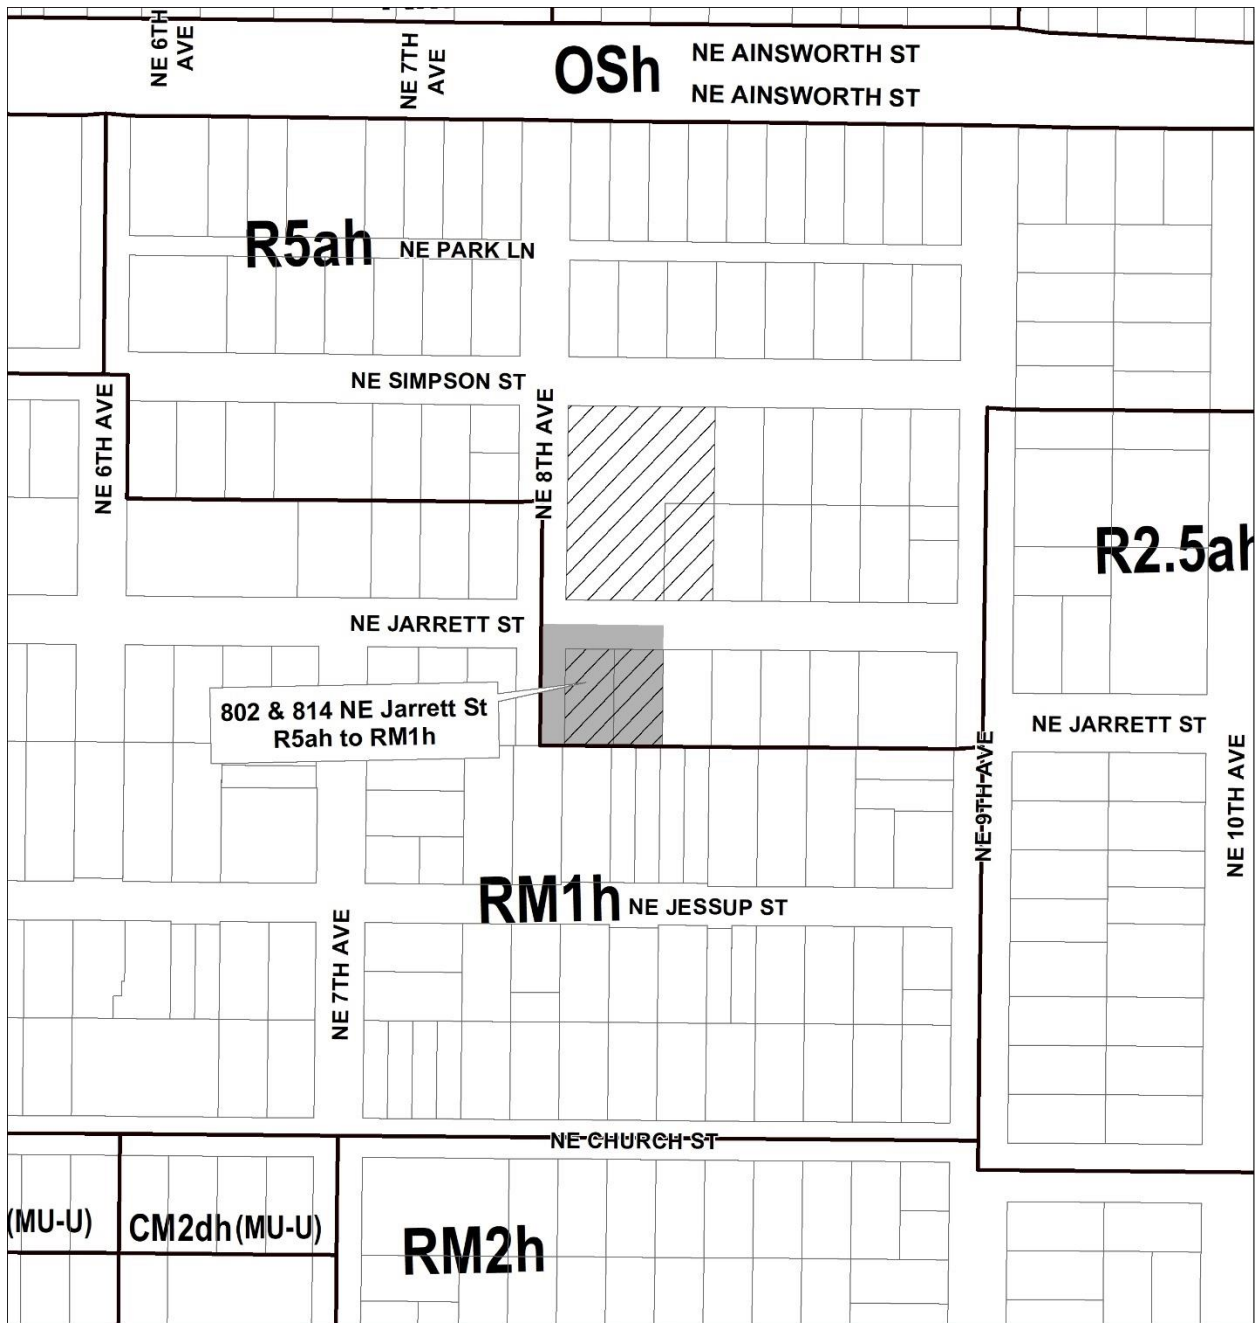 NE 6TH
AVE
NE 7TH
AVE
OSh
NE AINSWORTH ST
NE AINSWORTH ST
R5ah
NE PARK LN
NE SIMPSON ST
NE 6TH AVE
NE 8TH AVE
R2.5ah
NE JARRETT ST
802 & 814 NE Jarrett St
R5ah to RM1h
NE JARRETT ST
NE 9TH AVE
NE 10TH AVE
RM1h
NE JESSUP ST
NE 7TH AVE
NE CHURCH ST
(MU-U)
CM2dh (MU-U)
RM2h